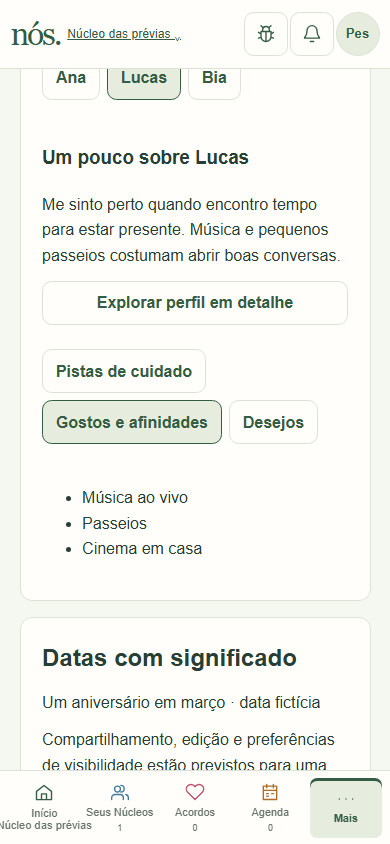 nós. Núcleo das prévias
Pes
Ana Lucas Bia
Um pouco sobre Lucas
Me sinto perto quando encontro tempo
para estar presente. Música e pequenos
passeios costumam abrir boas conversas.
Explorar perfil em detalhe
Pistas de cuidado
Gostos e afinidades Desejos
• Música ao vivo
• Passeios
• Cinema em casa
Datas com significado
Um aniversário em março · data fictícia
Compartilhamento, edição e preferências
de visibilidade estão previstos para uma
Início Seus Núcleos Acordos Agenda Mais
Núcleo das prévias 1 0 0